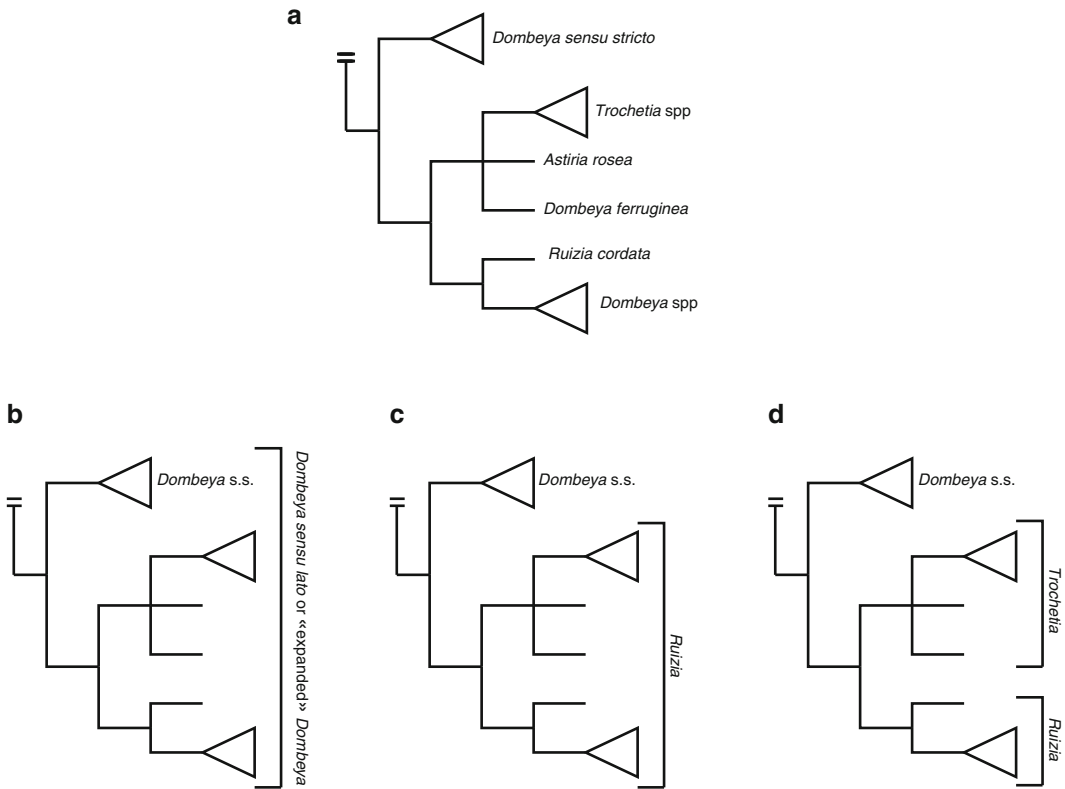 a
Dombeya sensu stricto
Trochetia spp
Astiria rosea
Dombeya ferruginea
Ruizia cordata
Dombeya spp
b
Dombeya s.s.
Dombeya sensu lato or «expanded» Dombeya
c
Dombeya s.s.
Ruizia
d
Dombeya s.s.
Trochetia
Ruizia